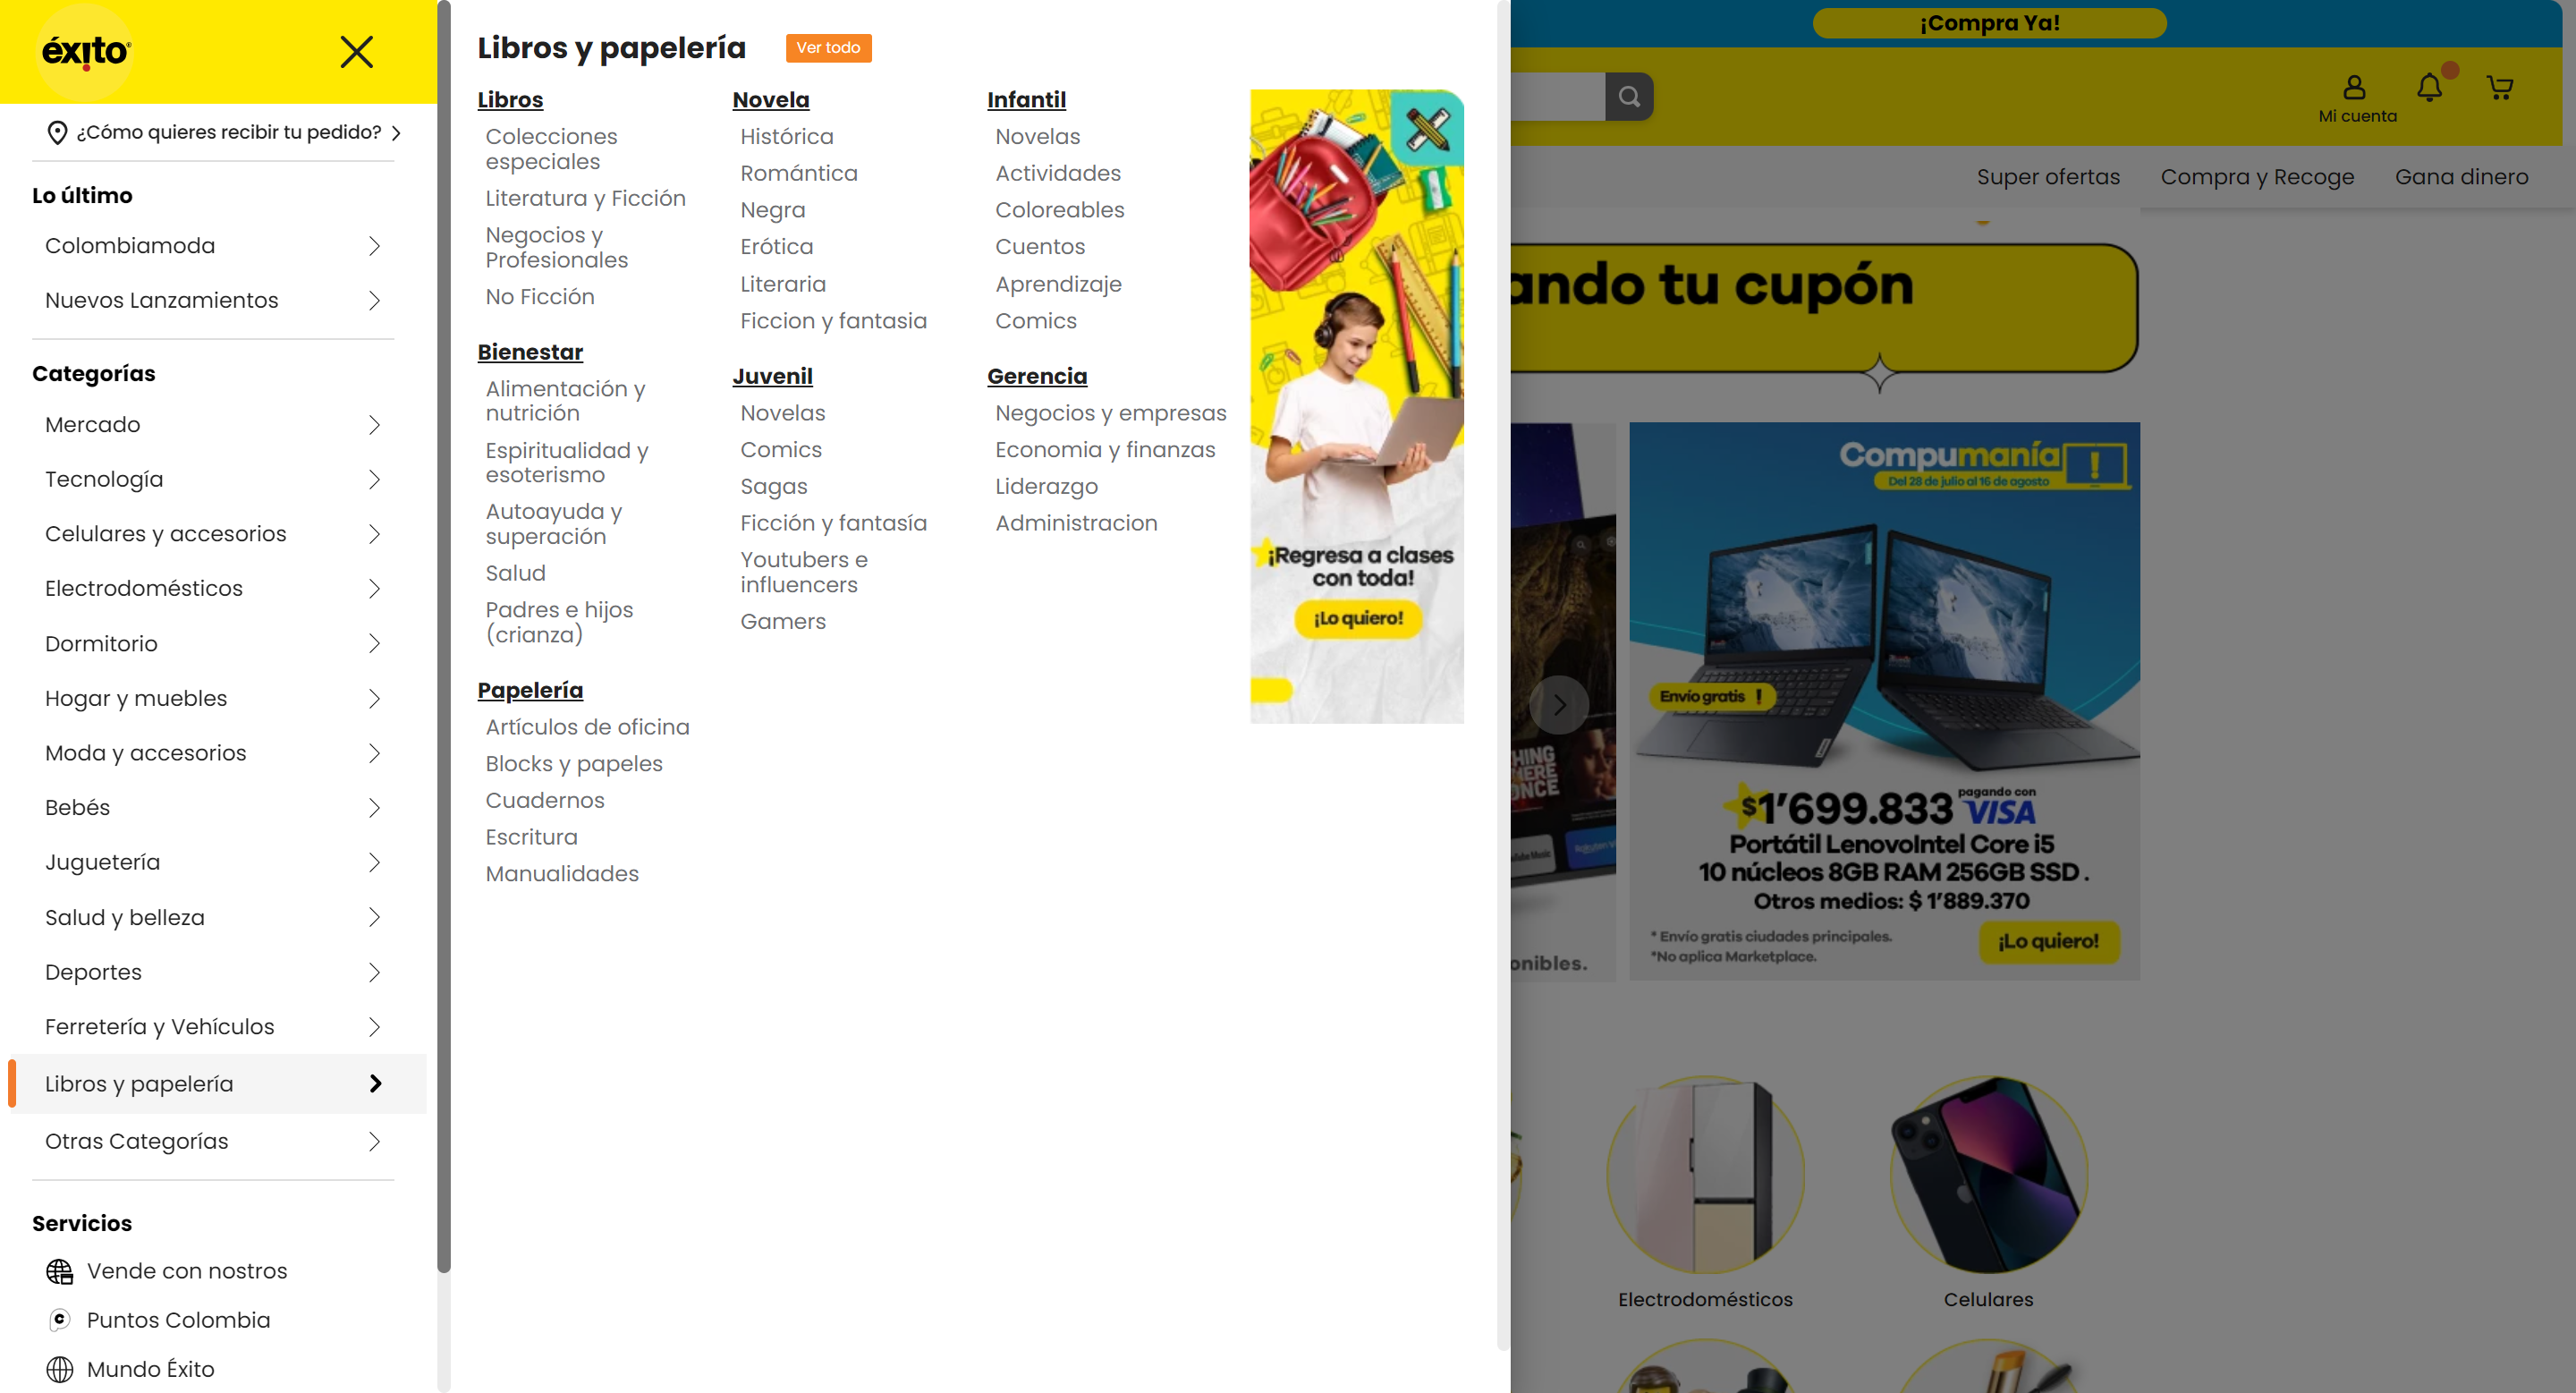 éxito
¿Cómo quieres recibir tu pedido?
Lo último
Colombiamoda
Nuevos Lanzamientos
Categorías
Mercado
Tecnología
Celulares y accesorios
Electrodomésticos
Dormitorio
Hogar y muebles
Moda y accesorios
Bebés
Juguetería
Salud y belleza
Deportes
Ferretería y Vehículos
Libros y papelería
Otras Categorías
Servicios
Vende con nostros
Puntos Colombia
Mundo Éxito
Libros y papelería
Ver todo
Libros
Colecciones
especiales
Literatura y Ficción
Negocios y
Profesionales
No Ficción
Bienestar
Alimentación y
nutrición
Espiritualidad y
esoterismo
Autoayuda y
superación
Salud
Padres e hijos
(crianza)
Papelería
Artículos de oficina
Blocks y papeles
Cuadernos
Escritura
Manualidades
Novela
Histórica
Romántica
Negra
Erótica
Literaria
Ficcion y fantasia
Juvenil
Novelas
Comics
Sagas
Ficción y fantasía
Youtubers e
influencers
Gamers
Infantil
Novelas
Actividades
Coloreables
Cuentos
Aprendizaje
Comics
Gerencia
Negocios y empresas
Economia y finanzas
Liderazgo
Administracion
¡Regresa a clases
con toda!
¡Lo quiero!
¡Compra Ya!
Mi cuenta
Super ofertas
Compra y Recoge
Gana dinero
ando tu cupón
HING
ONCE
onibles.
Compumanía
Del 28 de julio al 16 de agosto
Envío gratis !
$1'699.833 pagando con VISA
Portátil LenovoIntel Core i5
10 núcleos 8GB RAM 256GB SSD.
Otros medios: $ 1'889.370
* Envío gratis ciudades principales.
*No aplica Marketplace.
¡Lo quiero!
Electrodomésticos
Celulares